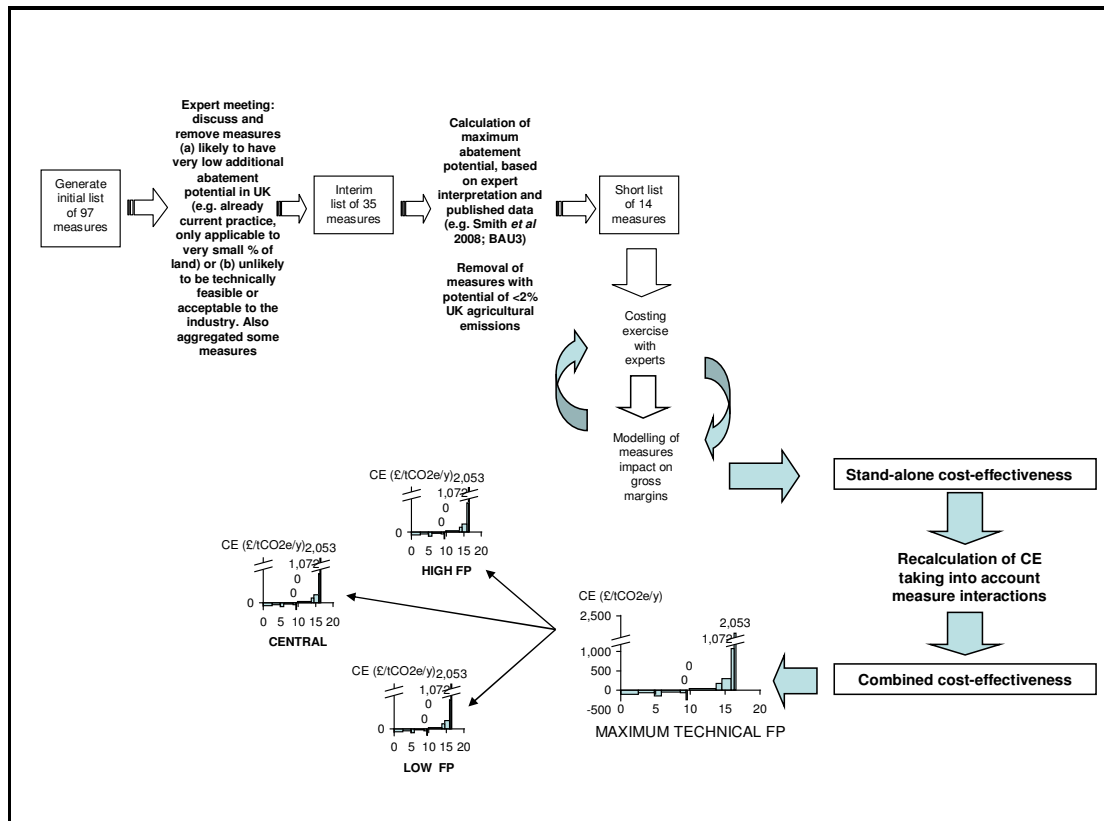 Generate
initial list
of 97
measures
Expert meeting:
discuss and
remove measures
(a) likely to have
very low additional
abatement
potential in UK
(e.g. already
current practice,
only applicable to
very small % of
land) or (b) unlikely
to be technically
feasible or
acceptable to the
industry. Also
aggregated some
measures
Interim
list of 35
measures
Calculation of
maximum
abatement
potential, based
on expert
interpretation and
published data
(e.g. Smith et al
2008; BAU3)
Removal of
measures with
potential of <2%
UK agricultural
emissions
Short list
of 14
measures
Costing
exercise
with
experts
Modelling of
measures
impact on
gross
margins
Stand-alone cost-effectiveness
Recalculation of CE
taking into account
measure interactions
Combined cost-effectiveness
CE (£/tCO2e/y)
2,500
2,053
1,072
1,000
500
0
-500
0
0
0 5 10 15 20
MAXIMUM TECHNICAL FP
CE (£/tCO2e/y) 2,053
1,072
0
0
0
0 5 10 15 20
HIGH FP
CE (£/tCO2e/y) 2,053
1,072
0
0
0
0 5 10 15 20
CENTRAL
CE (£/tCO2e/y) 2,053
1,072
0
0
0
0 5 10 15 20
LOW FP